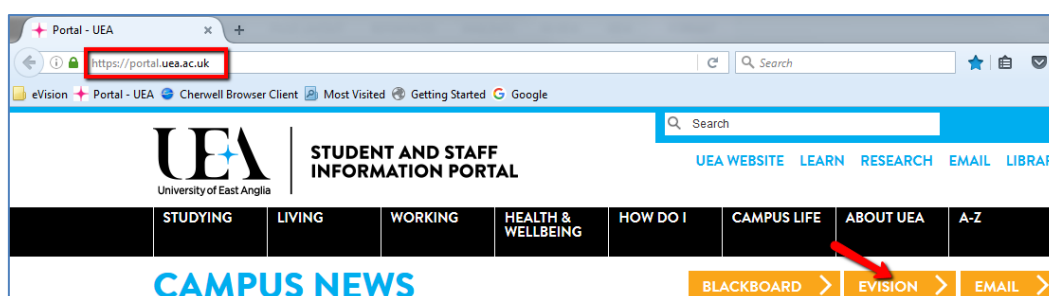 Portal - UEA
https://portal.uea.ac.uk
Search
eVision Portal - UEA Cherwell Browser Client Most Visited Getting Started Google
Search
UEA
University of East Anglia
STUDENT AND STAFF
INFORMATION PORTAL
UEA WEBSITE LEARN RESEARCH EMAIL LIBRAR
STUDYING LIVING WORKING HEALTH & WELLBEING HOW DO I CAMPUS LIFE ABOUT UEA A-Z
CAMPUS NEWS
BLACKBOARD EVISION EMAIL